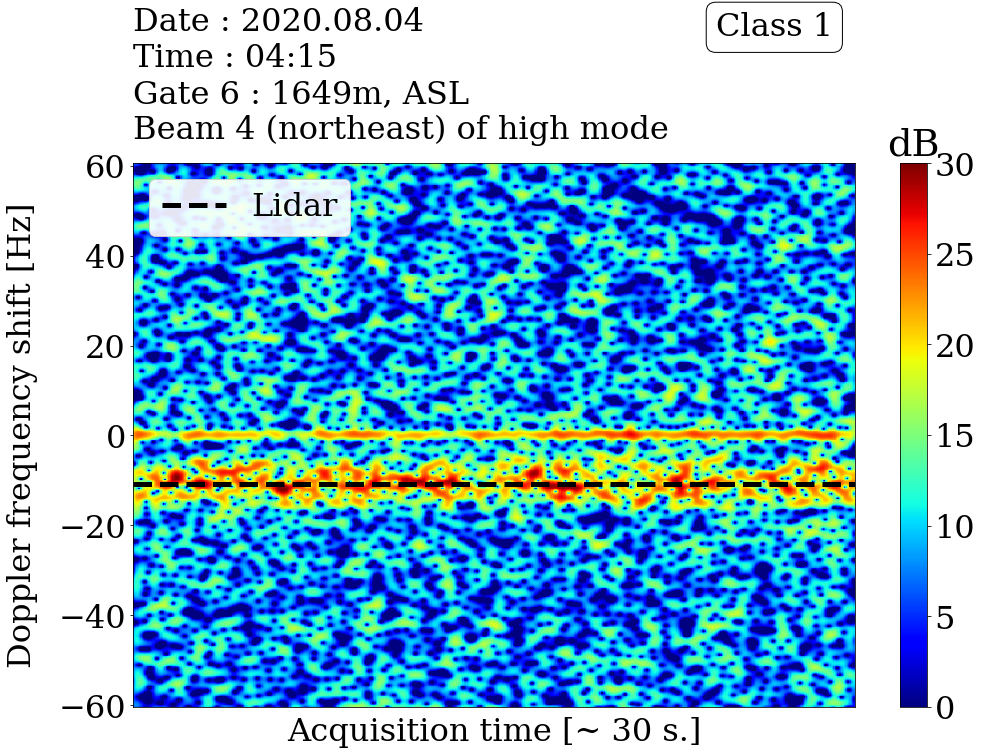 Date : 2020.08.04
Time : 04:15
Gate 6 : 1649m, ASL
Beam 4 (northeast) of high mode
Class 1
dB
60
40
20
0
−20
−40
−60
Doppler frequency shift [Hz]
Lidar
Acquisition time [~ 30 s.]
30
25
20
15
10
5
0